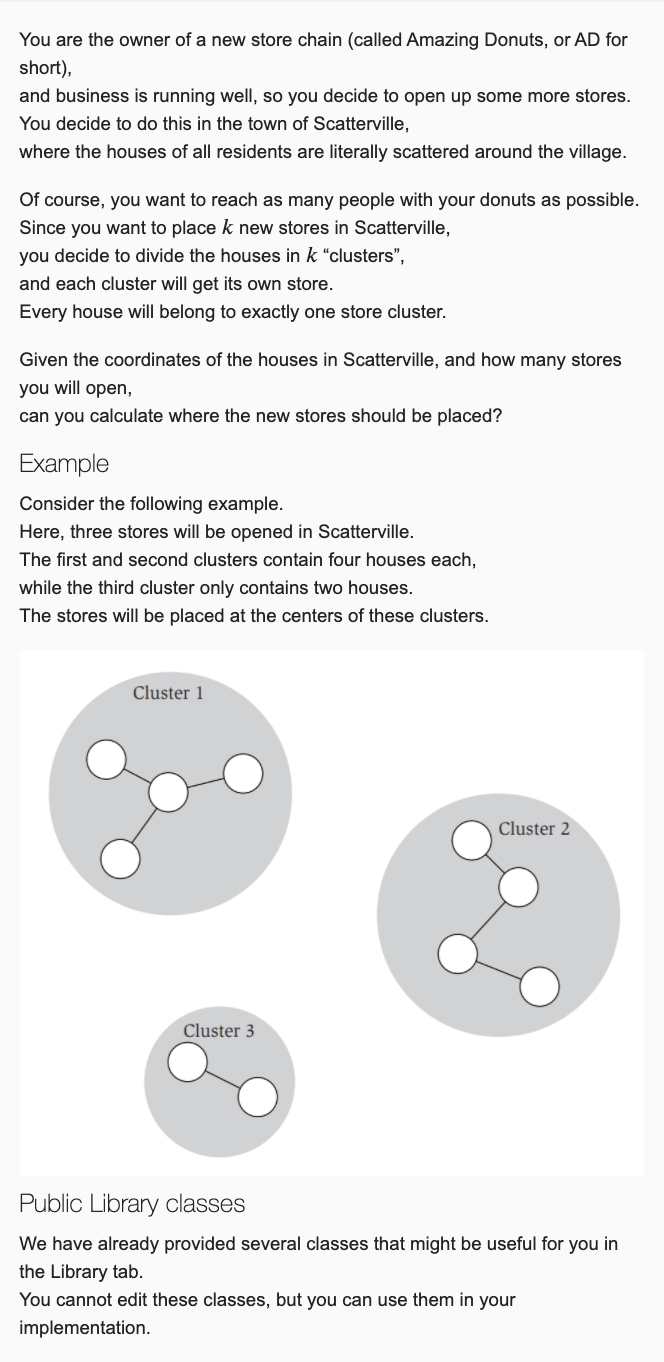 You are the owner of a new store chain (called Amazing Donuts, or AD for
short),
and business is running well, so you decide to open up some more stores.
You decide to do this in the town of Scatterville,
where the houses of all residents are literally scattered around the village.
Of course, you want to reach as many people with your donuts as possible.
Since you want to place k new stores in Scatterville,
you decide to divide the houses in k “clusters”,
and each cluster will get its own store.
Every house will belong to exactly one store cluster.
Given the coordinates of the houses in Scatterville, and how many stores
you will open,
can you calculate where the new stores should be placed?
Example
Consider the following example.
Here, three stores will be opened in Scatterville.
The first and second clusters contain four houses each,
while the third cluster only contains two houses.
The stores will be placed at the centers of these clusters.
Cluster 1
Cluster 2
Cluster 3
Public Library classes
We have already provided several classes that might be useful for you in
the Library tab.
You cannot edit these classes, but you can use them in your
implementation.